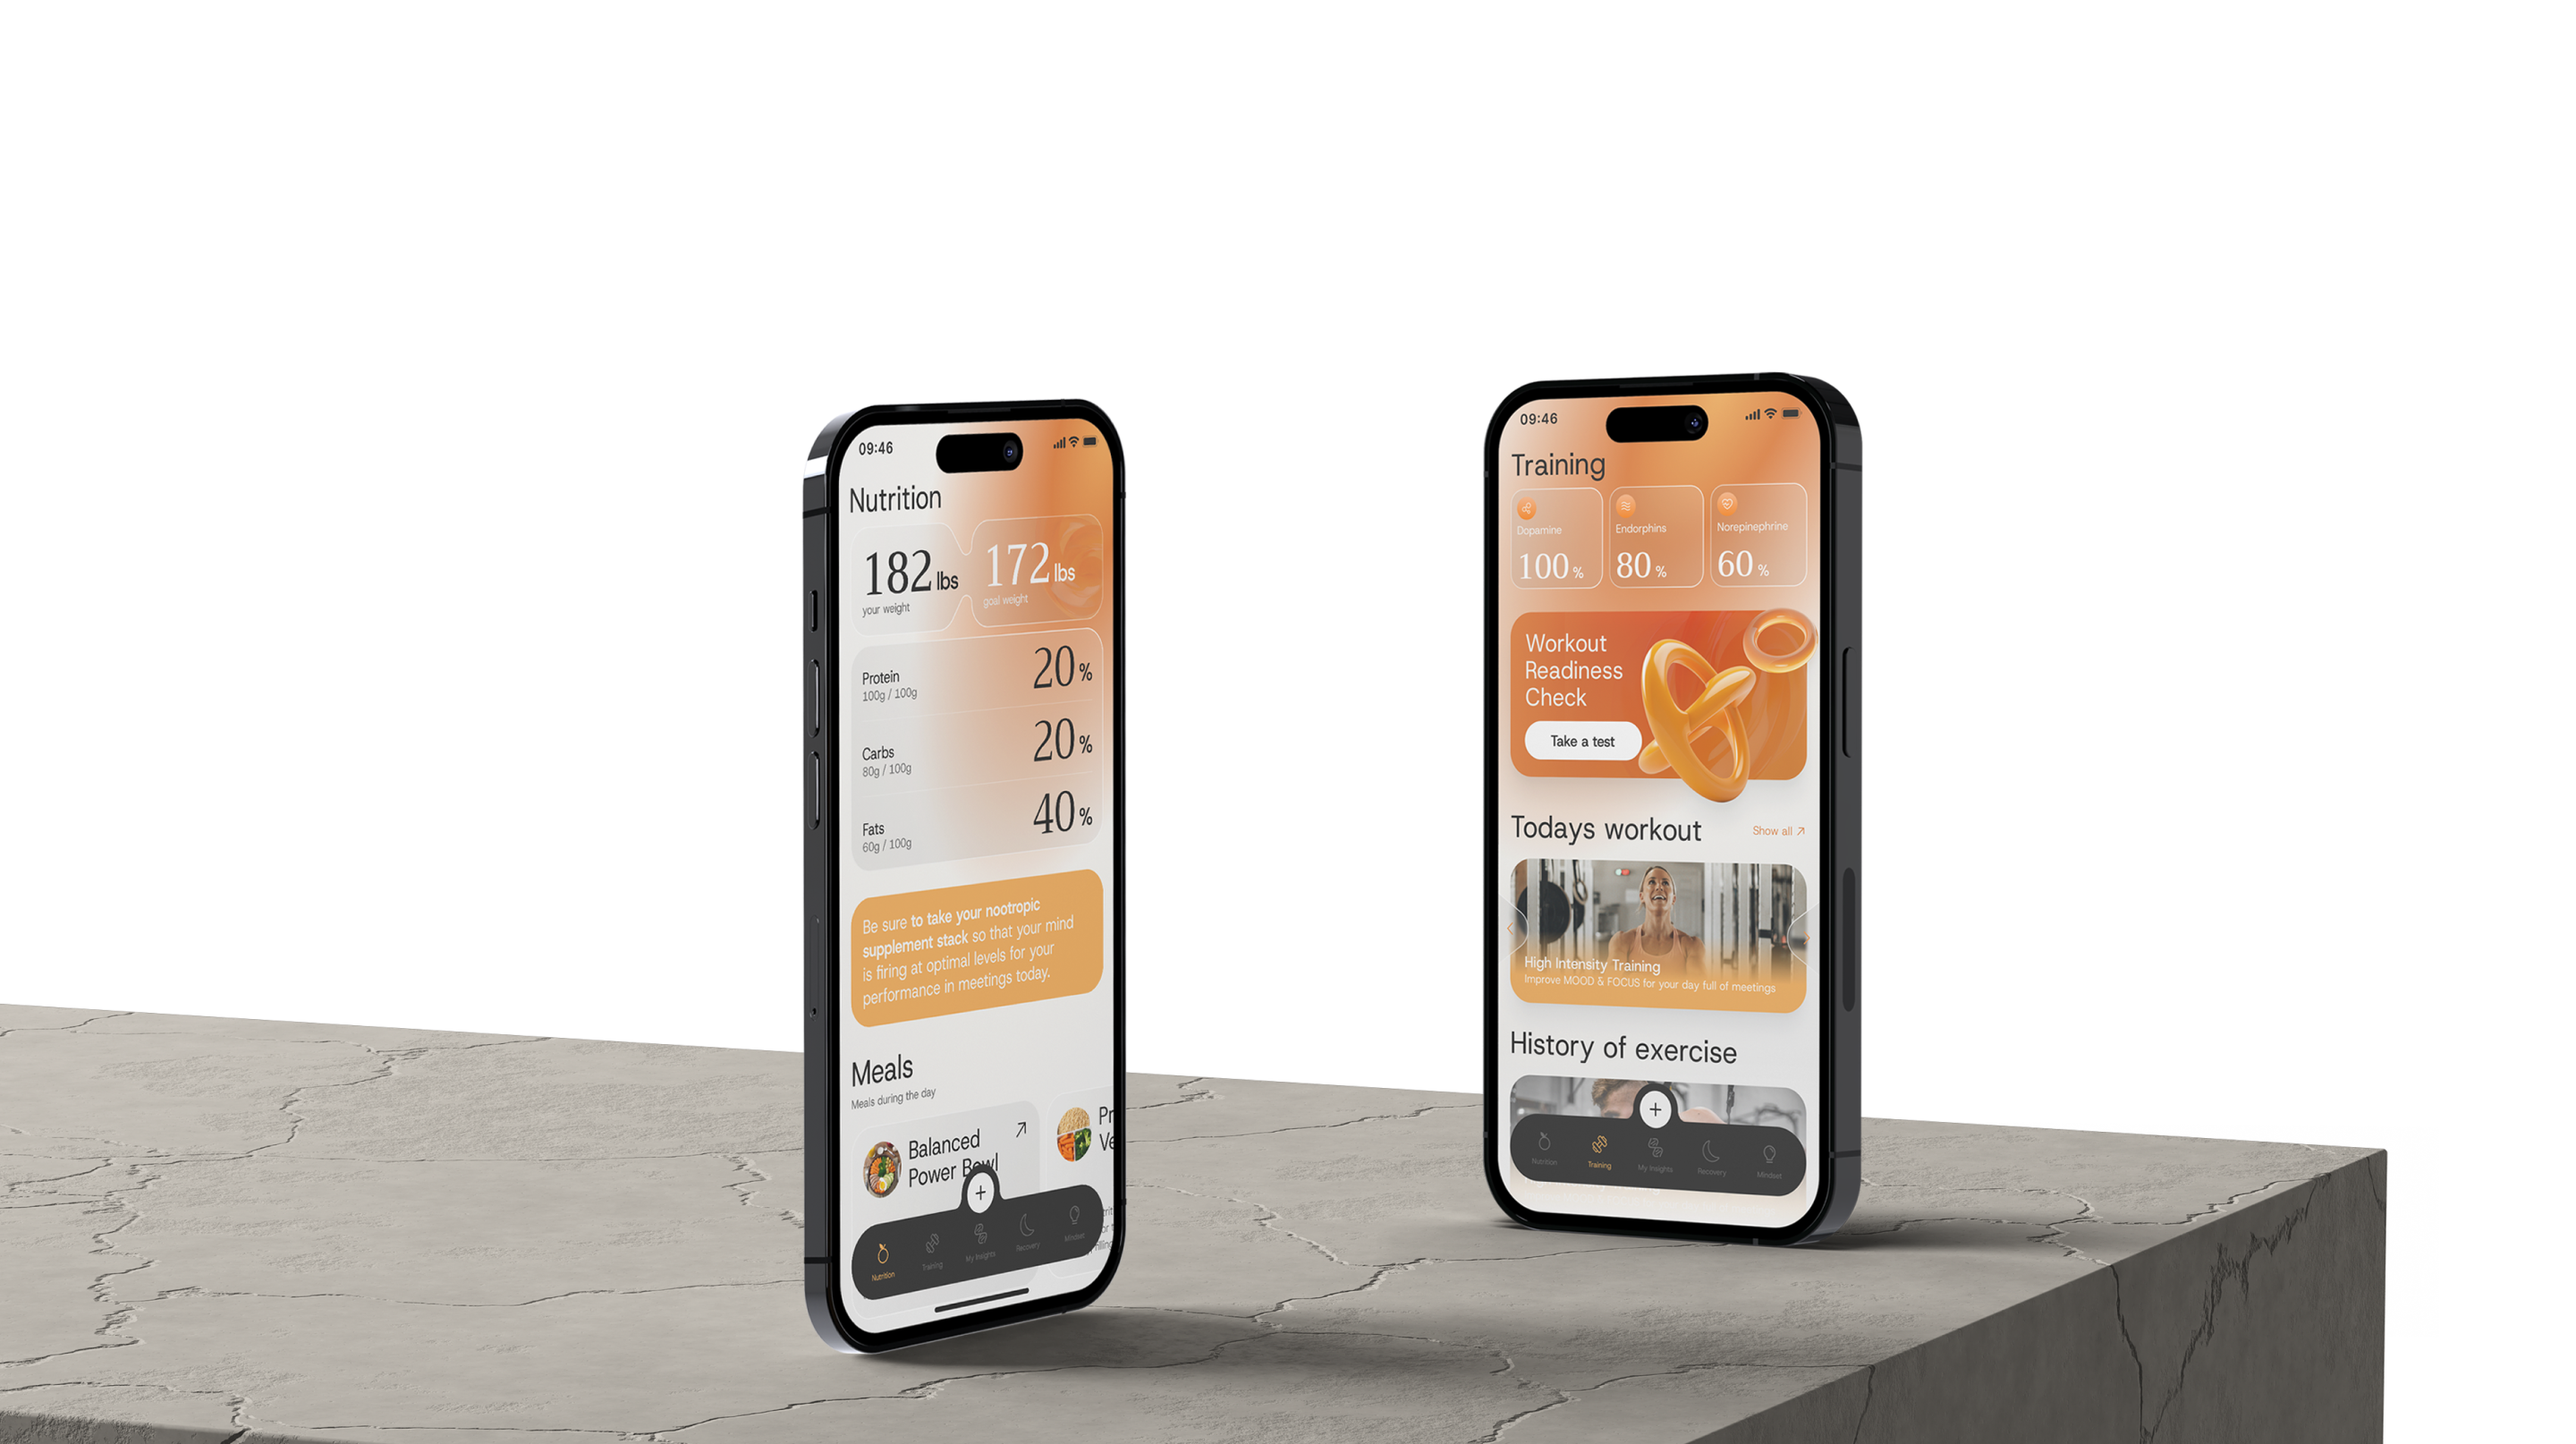 09:46
Nutrition
182 lbs
your weight
172 lbs
goal weight
Protein
100g / 100g
20 %
Carbs
80g / 100g
20 %
Fats
60g / 100g
40 %
Be sure to take your nootropic
supplement stack so that your mind
is firing at optimal levels for your
performance in meetings today.
Meals
Meals during the day
Balanced
Power Bowl
Pr
Ve
+
Nutrition
Training
My Insights
Recovery
Mindset
09:46
Training
Dopamine
100 %
Endorphins
80 %
Norepinephrine
60 %
Workout
Readiness
Check
Take a test
Todays workout
Show all
High Intensity Training
Improve MOOD & FOCUS for your day full of meetings
History of exercise
+
Nutrition
Training
My Insights
Recovery
Mindset